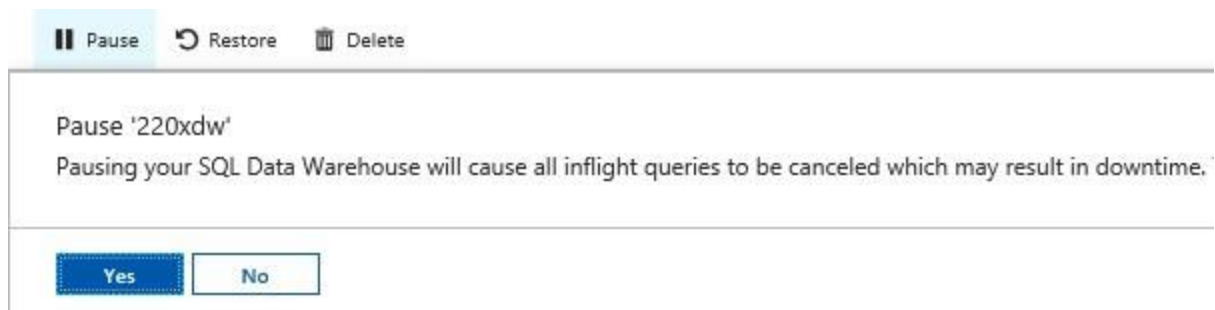 Pause Restore Delete
Pause '220xdw'
Pausing your SQL Data Warehouse will cause all inflight queries to be canceled which may result in downtime.
Yes No